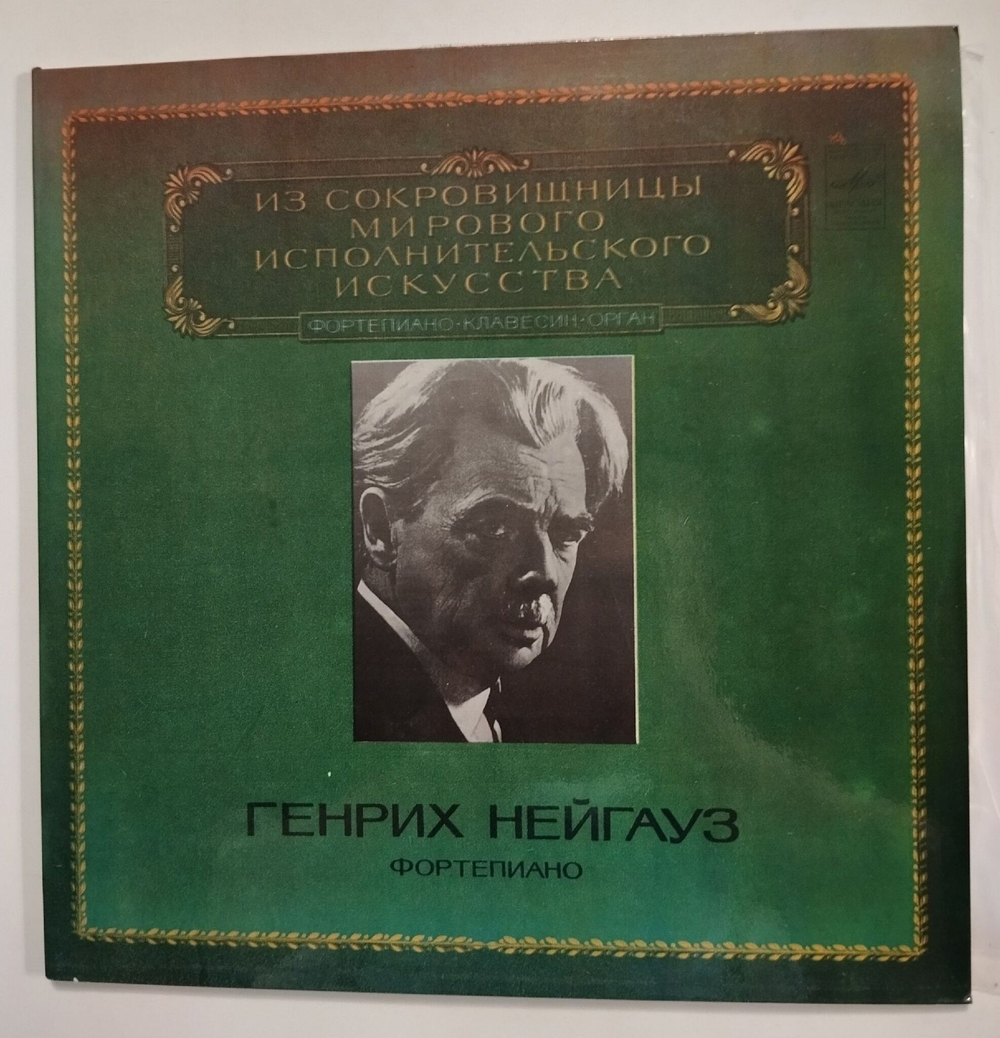 ИЗ СОКРОВИЩНИЦЫ
МИРОВОГО
ИСПОЛНИТЕЛЬСКОГО
ИСКУССТВА
ФОРТЕПИАНО·КЛАВЕСИН·ОРГАН
ГЕНРИХ НЕЙГАУЗ
ФОРТЕПИАНО